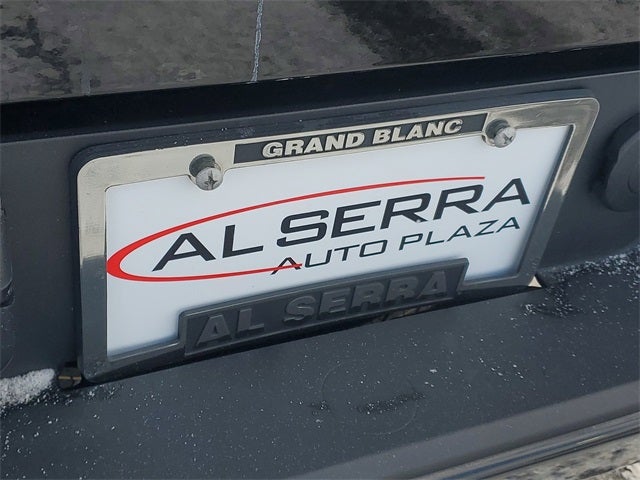 GRAND BLANC
AL SERRA
AUTO PLAZA
AL SERRA